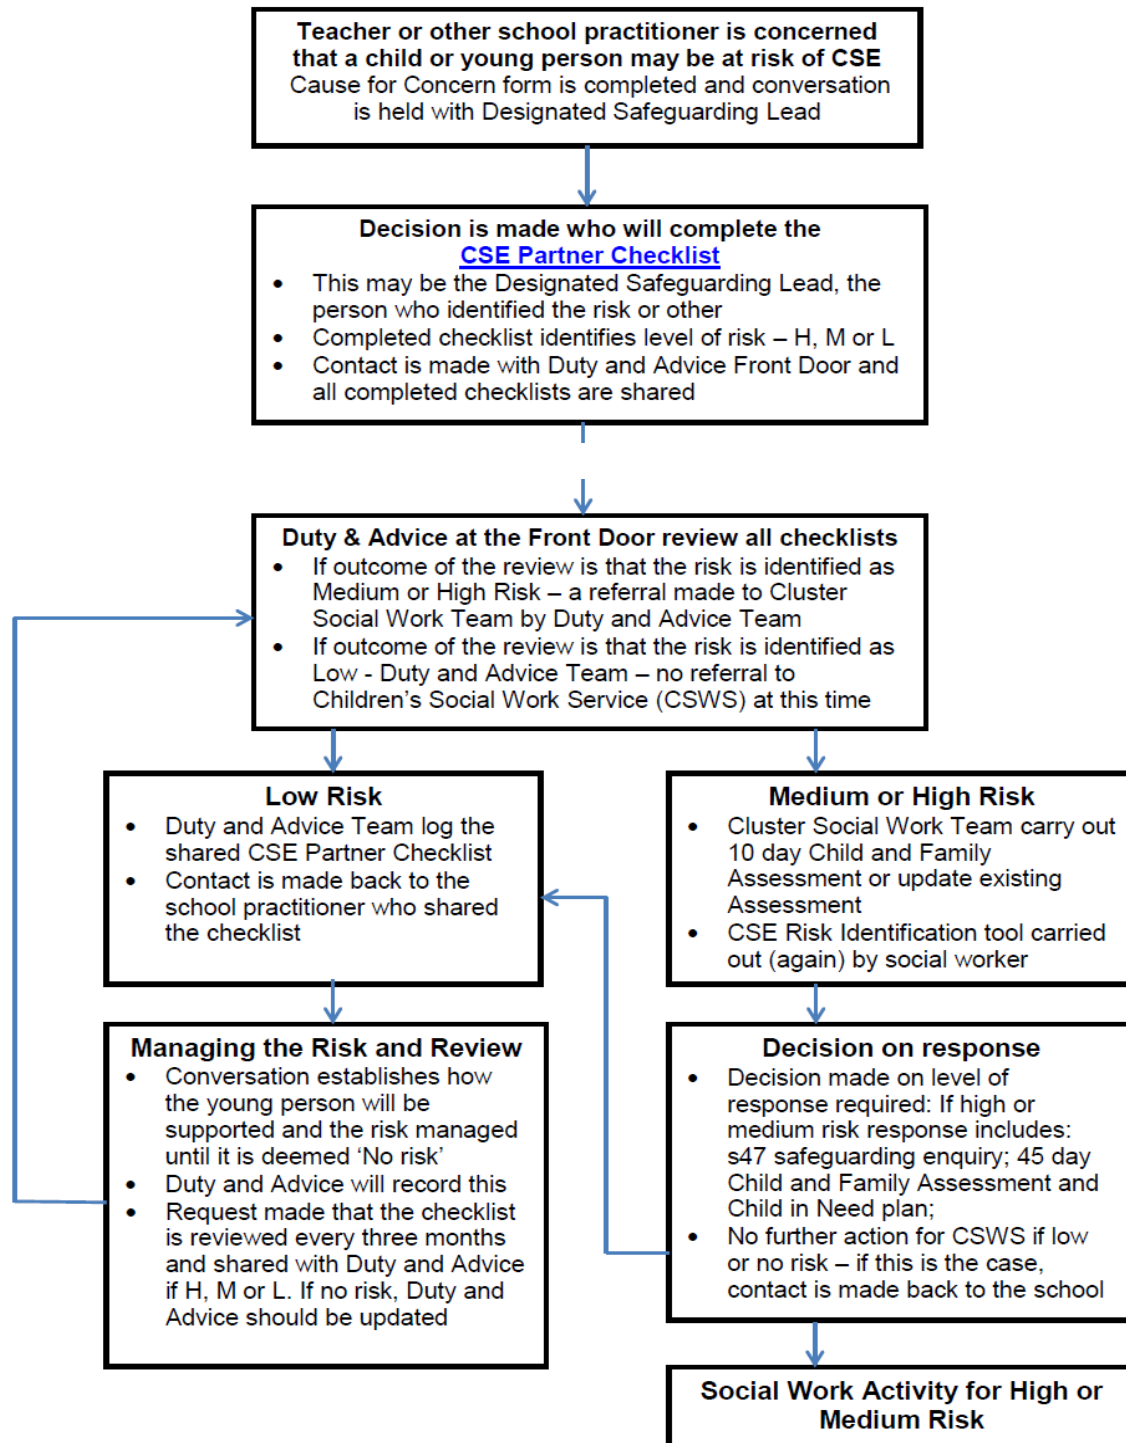 Teacher or other school practitioner is concerned
that a child or young person may be at risk of CSE
Cause for Concern form is completed and conversation
is held with Designated Safeguarding Lead
Decision is made who will complete the
CSE Partner Checklist
• This may be the Designated Safeguarding Lead, the
person who identified the risk or other
• Completed checklist identifies level of risk – H, M or L
• Contact is made with Duty and Advice Front Door and
all completed checklists are shared
Duty & Advice at the Front Door review all checklists
• If outcome of the review is that the risk is identified as
Medium or High Risk – a referral made to Cluster
Social Work Team by Duty and Advice Team
• If outcome of the review is that the risk is identified as
Low - Duty and Advice Team – no referral to
Children's Social Work Service (CSWS) at this time
Low Risk
• Duty and Advice Team log the
shared CSE Partner Checklist
• Contact is made back to the
school practitioner who shared
the checklist
Medium or High Risk
• Cluster Social Work Team carry out
10 day Child and Family
Assessment or update existing
Assessment
• CSE Risk Identification tool carried
out (again) by social worker
Managing the Risk and Review
• Conversation establishes how
the young person will be
supported and the risk managed
until it is deemed ‘No risk’
• Duty and Advice will record this
• Request made that the checklist
is reviewed every three months
and shared with Duty and Advice
if H, M or L. If no risk, Duty and
Advice should be updated
Decision on response
• Decision made on level of
response required: If high or
medium risk response includes:
s47 safeguarding enquiry; 45 day
Child and Family Assessment and
Child in Need plan;
• No further action for CSWS if low
or no risk – if this is the case,
contact is made back to the school
Social Work Activity for High or
Medium Risk